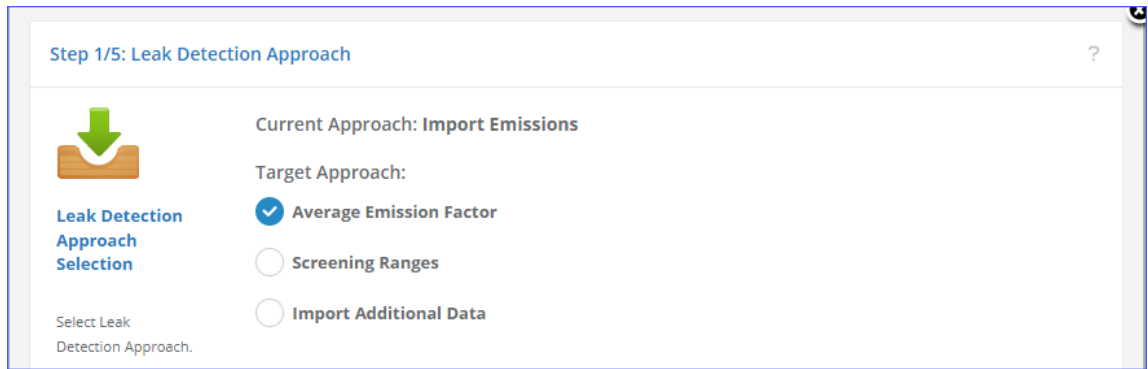 Step 1/5: Leak Detection Approach
?
Current Approach: Import Emissions
Target Approach:
Average Emission Factor
Screening Ranges
Import Additional Data
Leak Detection
Approach
Selection
Select Leak
Detection Approach.